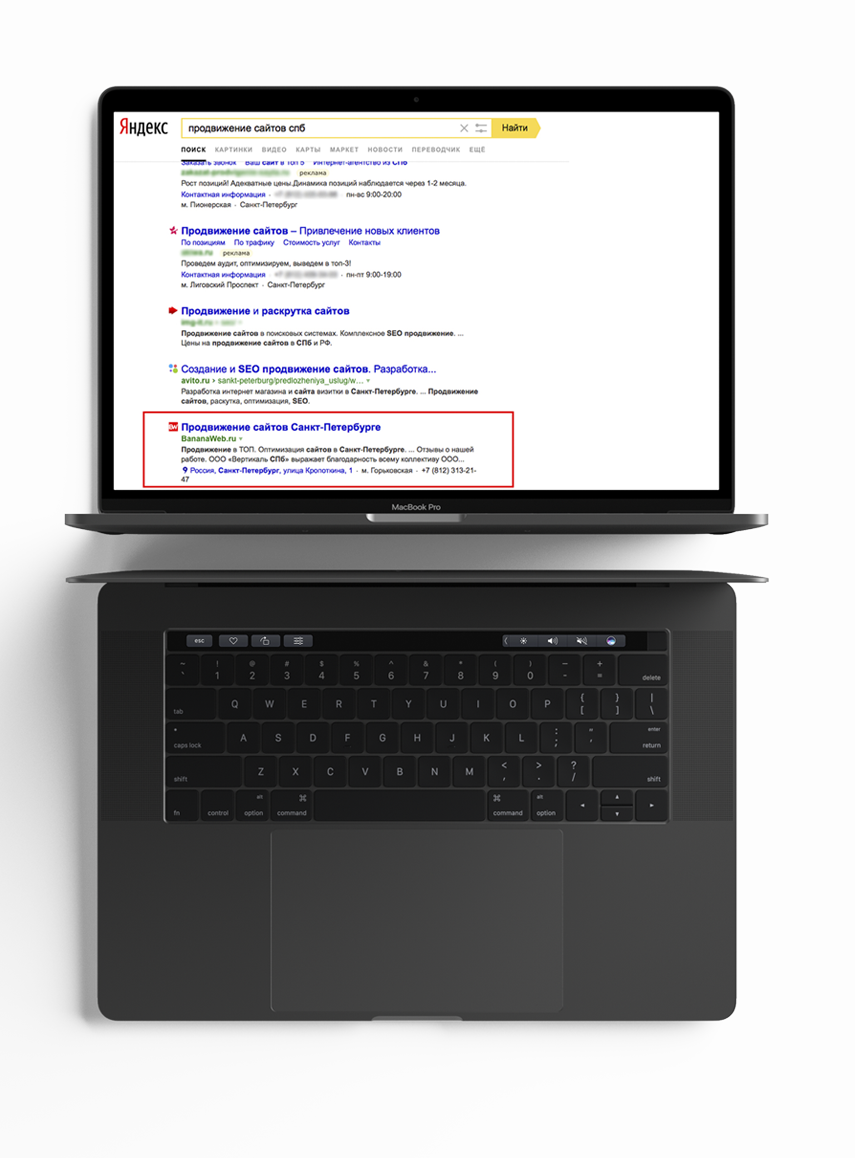 Яндекс
продвижение сайтов спб
Найти
ПОИСК КАРТИНКИ ВИДЕО КАРТЫ МАРКЕТ НОВОСТИ ПЕРЕВОДЧИК ЕЩЁ
Заказать звонок Ваш сайт в топ 5 Интернет-агентство из СПб
реклама
Рост позиций! Адекватные цены.Динамика позиций наблюдается через 1-2 месяца.
Контактная информация · пн-вс 9:00-20:00
м. Пионерская · Санкт-Петербург
Продвижение сайтов – Привлечение новых клиентов
По позициям По трафику Стоимость услуг Контакты
реклама
Проведем аудит, оптимизируем, выведем в топ-3!
Контактная информация · пн-пт 9:00-19:00
м. Лиговский Проспект · Санкт-Петербург
Продвижение и раскрутка сайтов
Продвижение сайтов в поисковых системах. Комплексное SEO продвижение. ...
Цены на продвижение сайтов в СПб и РФ.
Создание и SEO продвижение сайтов. Разработка...
avito.ru › sankt-peterburg/predlozheniya_uslug/w...
Разработка интернет магазина и сайта визитки в Санкт-Петербурге. ... Продвижение
сайтов, раскутка, оптимизация, SEO.
BW Продвижение сайтов Санкт-Петербурге
BananaWeb.ru
Продвижение в ТОП. Оптимизация сайтов в Санкт-Петербурге. ... Отзывы о нашей
работе. ООО «Вертикаль СПб» выражает благодарность всему коллективу ООО...
Россия, Санкт-Петербург, улица Кропоткина, 1 · м. Горьковская · +7 (812) 313-21-
47
MacBook Pro
esc
~ ! @ # $ % ^ & * ( ) – +
` 1 2 3 4 5 6 7 8 9 0 - = delete
tab Q W E R T Y U I O P { [ } ] | \
caps lock A S D F G H J K L : ; " ' enter return
shift Z X C V B N M < , > . ? / shift
fn control alt option ⌘ command ⌘ command alt option